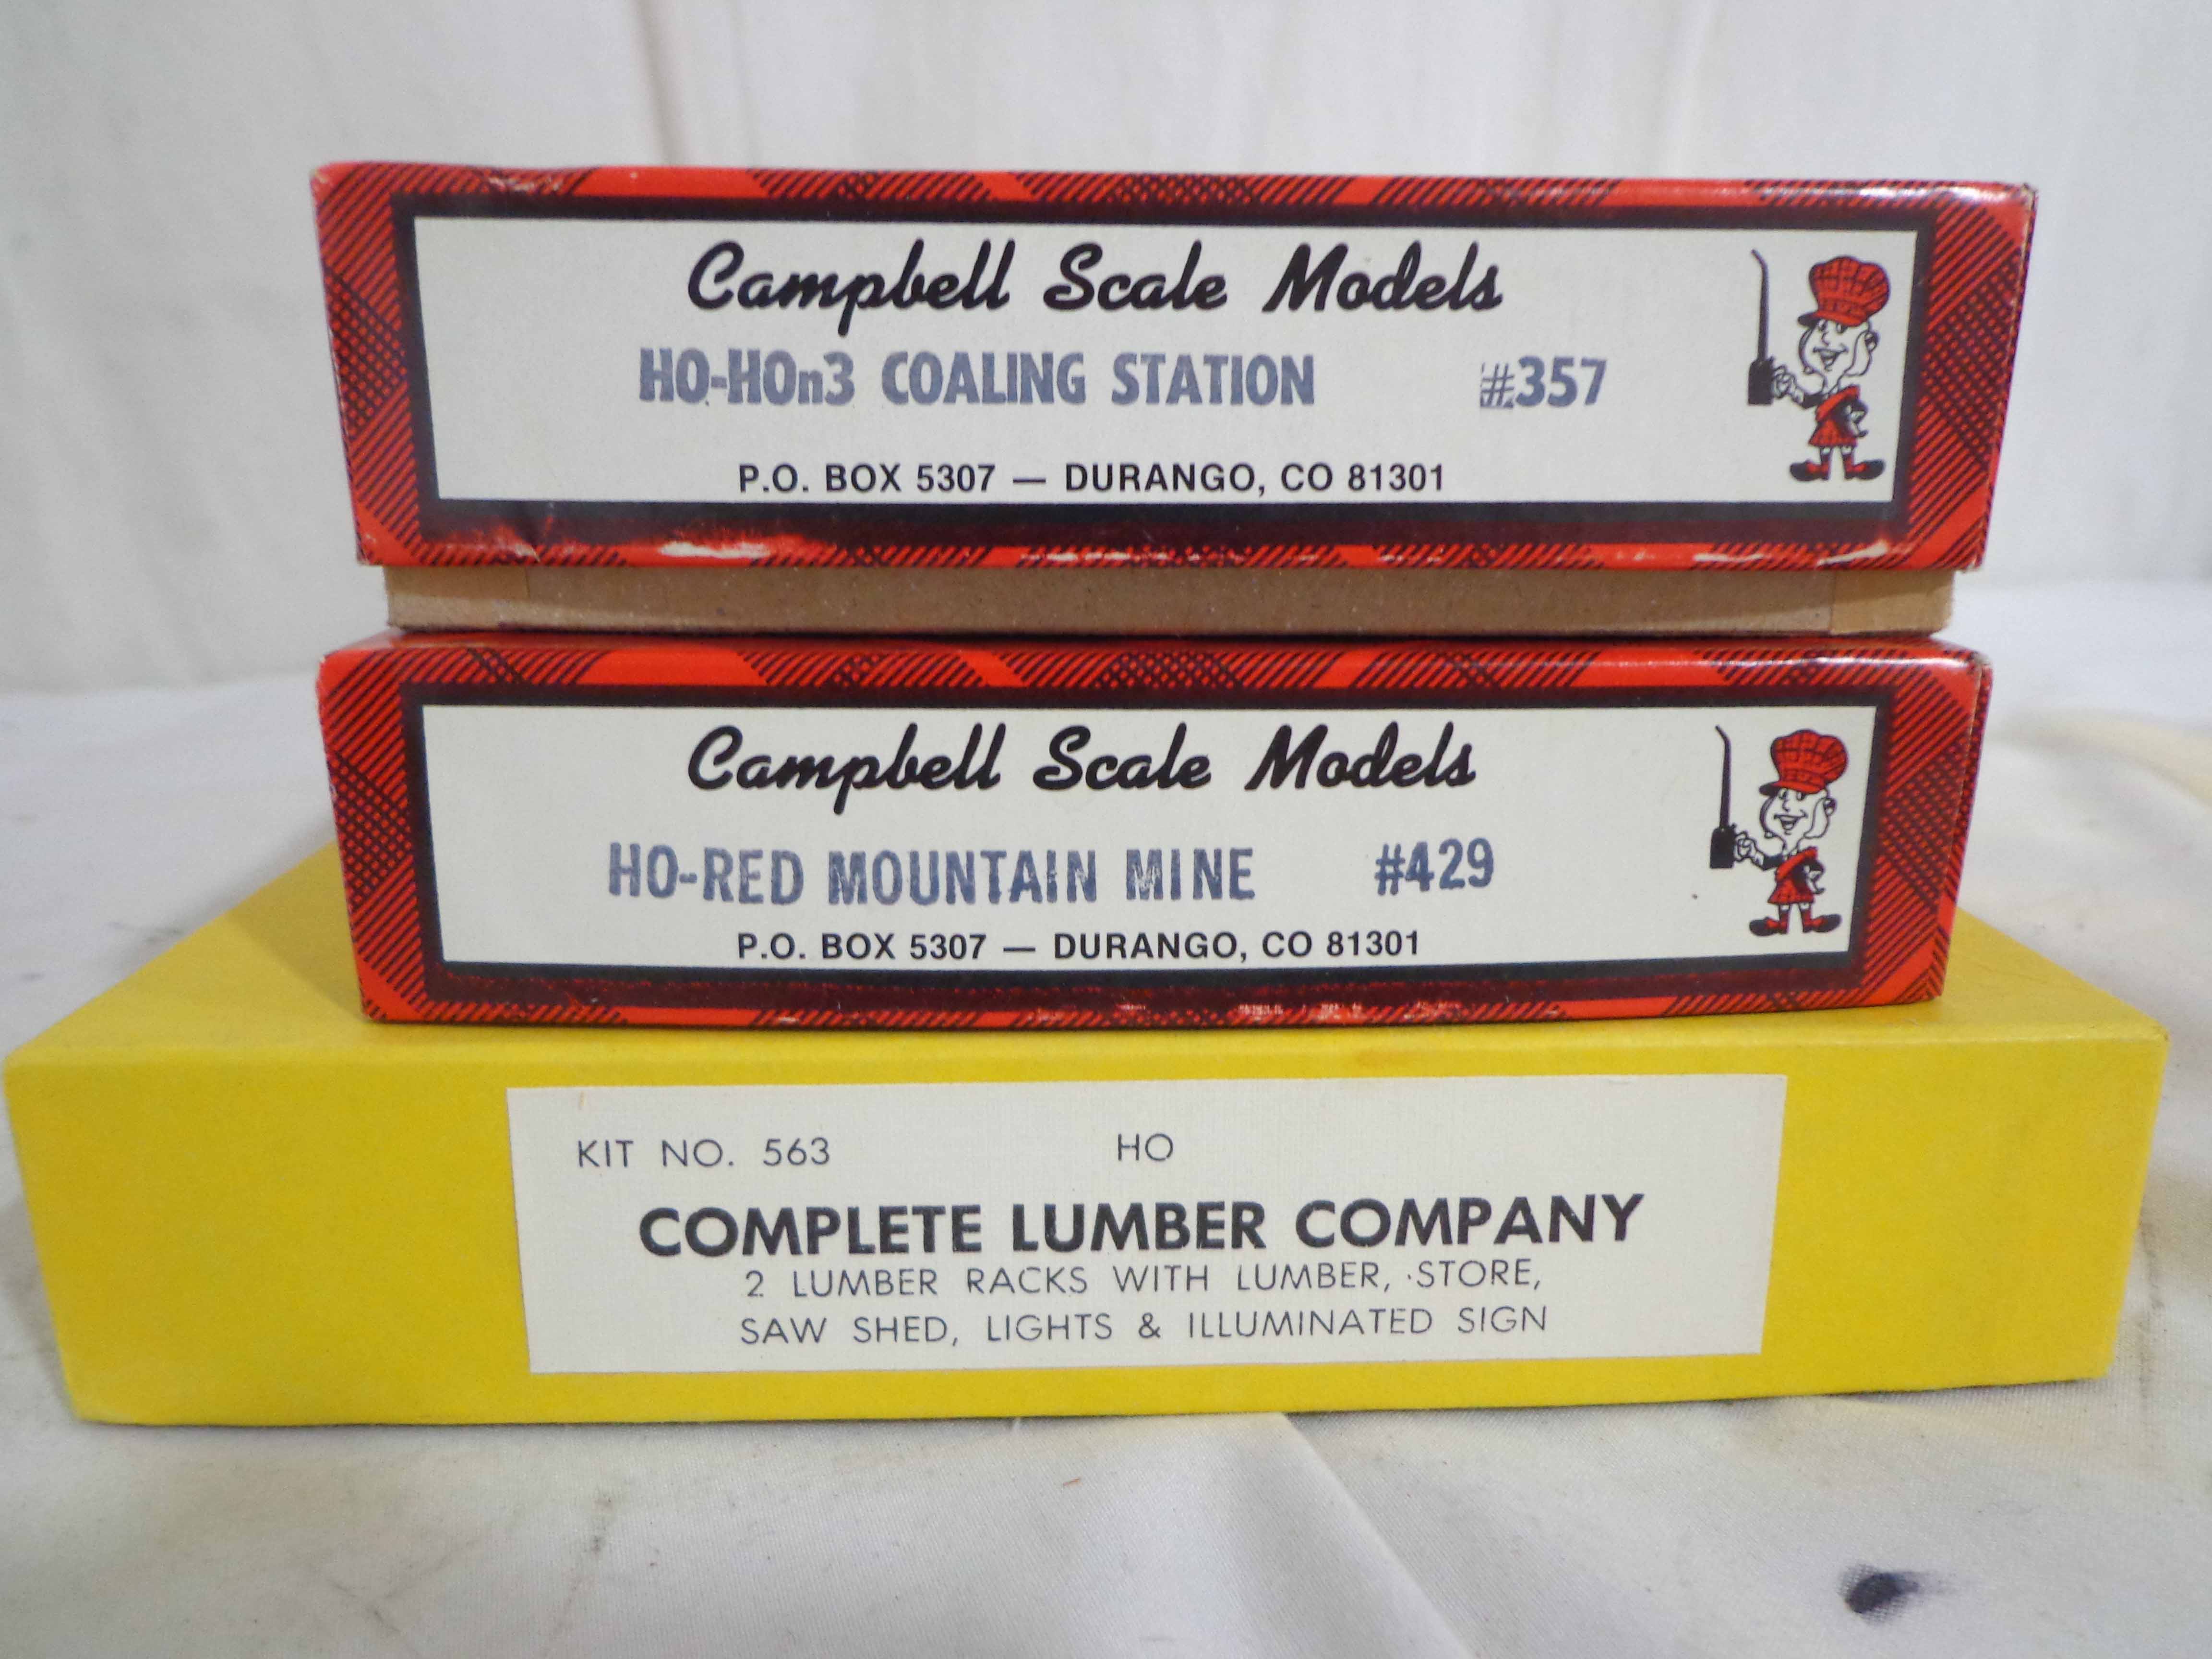 Campbell Scale Models
HO-HOn3 COALING STATION #357
P.O. BOX 5307 — DURANGO, CO 81301
Campbell Scale Models
HO-RED MOUNTAIN MINE #429
P.O. BOX 5307 — DURANGO, CO 81301
KIT NO. 563 HO
COMPLETE LUMBER COMPANY
2 LUMBER RACKS WITH LUMBER, STORE,
SAW SHED, LIGHTS & ILLUMINATED SIGN